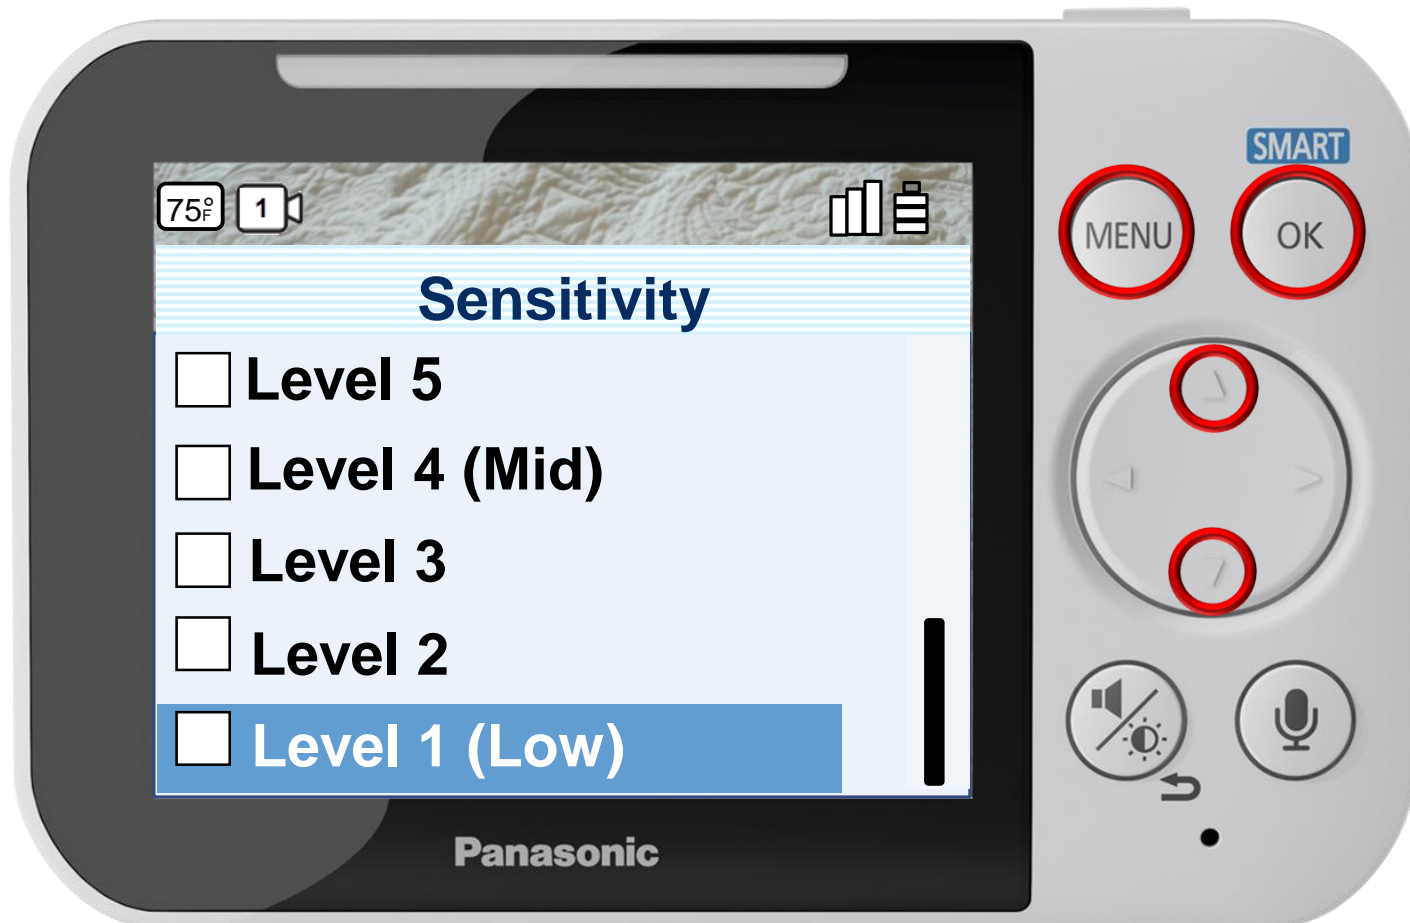 SMART
75°F 1
MENU OK
Sensitivity
Level 5
Level 4 (Mid)
Level 3
Level 2
Level 1 (Low)
Panasonic